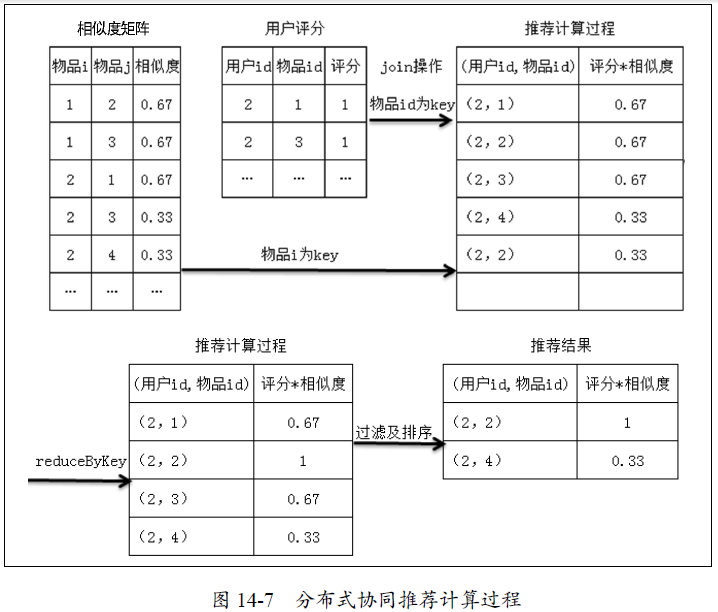 相似度矩阵
物品i 物品j 相似度
1 2 0.67
1 3 0.67
2 1 0.67
2 3 0.33
2 4 0.33
… … …
用户评分
用户id 物品id 评分
2 1 1
2 3 1
… … …
join操作
物品id为key
物品i为key
推荐计算过程
(用户id,物品id) 评分*相似度
(2,1) 0.67
(2,2) 0.67
(2,3) 0.67
(2,4) 0.33
(2,2) 0.33
reduceByKey
推荐计算过程
(用户id,物品id) 评分*相似度
(2,1) 0.67
(2,2) 1
(2,3) 0.67
(2,4) 0.33
过滤及排序
推荐结果
(用户id,物品id) 评分*相似度
(2,2) 1
(2,4) 0.33
图 14-7 分布式协同推荐计算过程